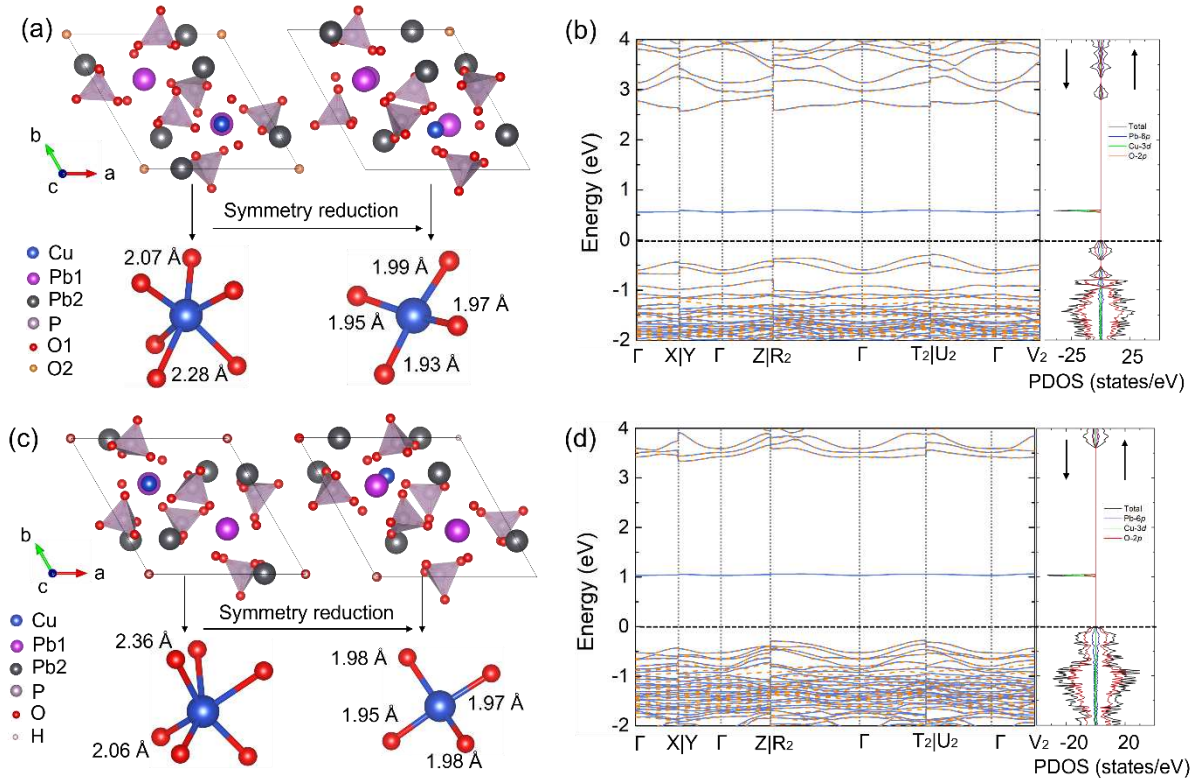 (a)
b
c
a
Symmetry reduction
Cu
Pb1
Pb2
P
O1
O2
2.07 Å
2.28 Å
1.99 Å
1.97 Å
1.95 Å
1.93 Å
(b)
Energy (eV)
4
3
2
1
0
-1
-2
Γ X|Y Γ Z|R₂ Γ T₂|U₂ Γ V₂
Total
Pb-6p
Cu-3d
O-2p
-25 25
PDOS (states/eV)
(c)
b
c
a
Symmetry reduction
Cu
Pb1
Pb2
P
O
H
2.36 Å
2.06 Å
1.98 Å
1.97 Å
1.95 Å
1.98 Å
(d)
Energy (eV)
4
3
2
1
0
-1
-2
Γ X|Y Γ Z|R₂ Γ T₂|U₂ Γ V₂
Total
Pb-6p
Cu-3d
O-2p
-20 20
PDOS (states/eV)